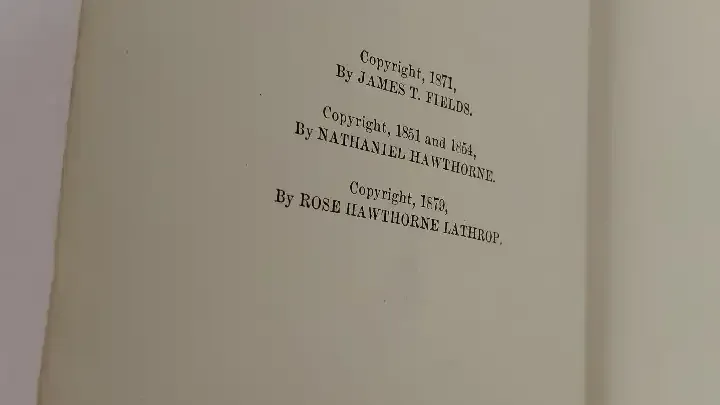 Copyright, 1871,
By JAMES T. FIELDS.
Copyright, 1851 and 1854,
By NATHANIEL HAWTHORNE.
Copyright, 1879,
By ROSE HAWTHORNE LATHROP.